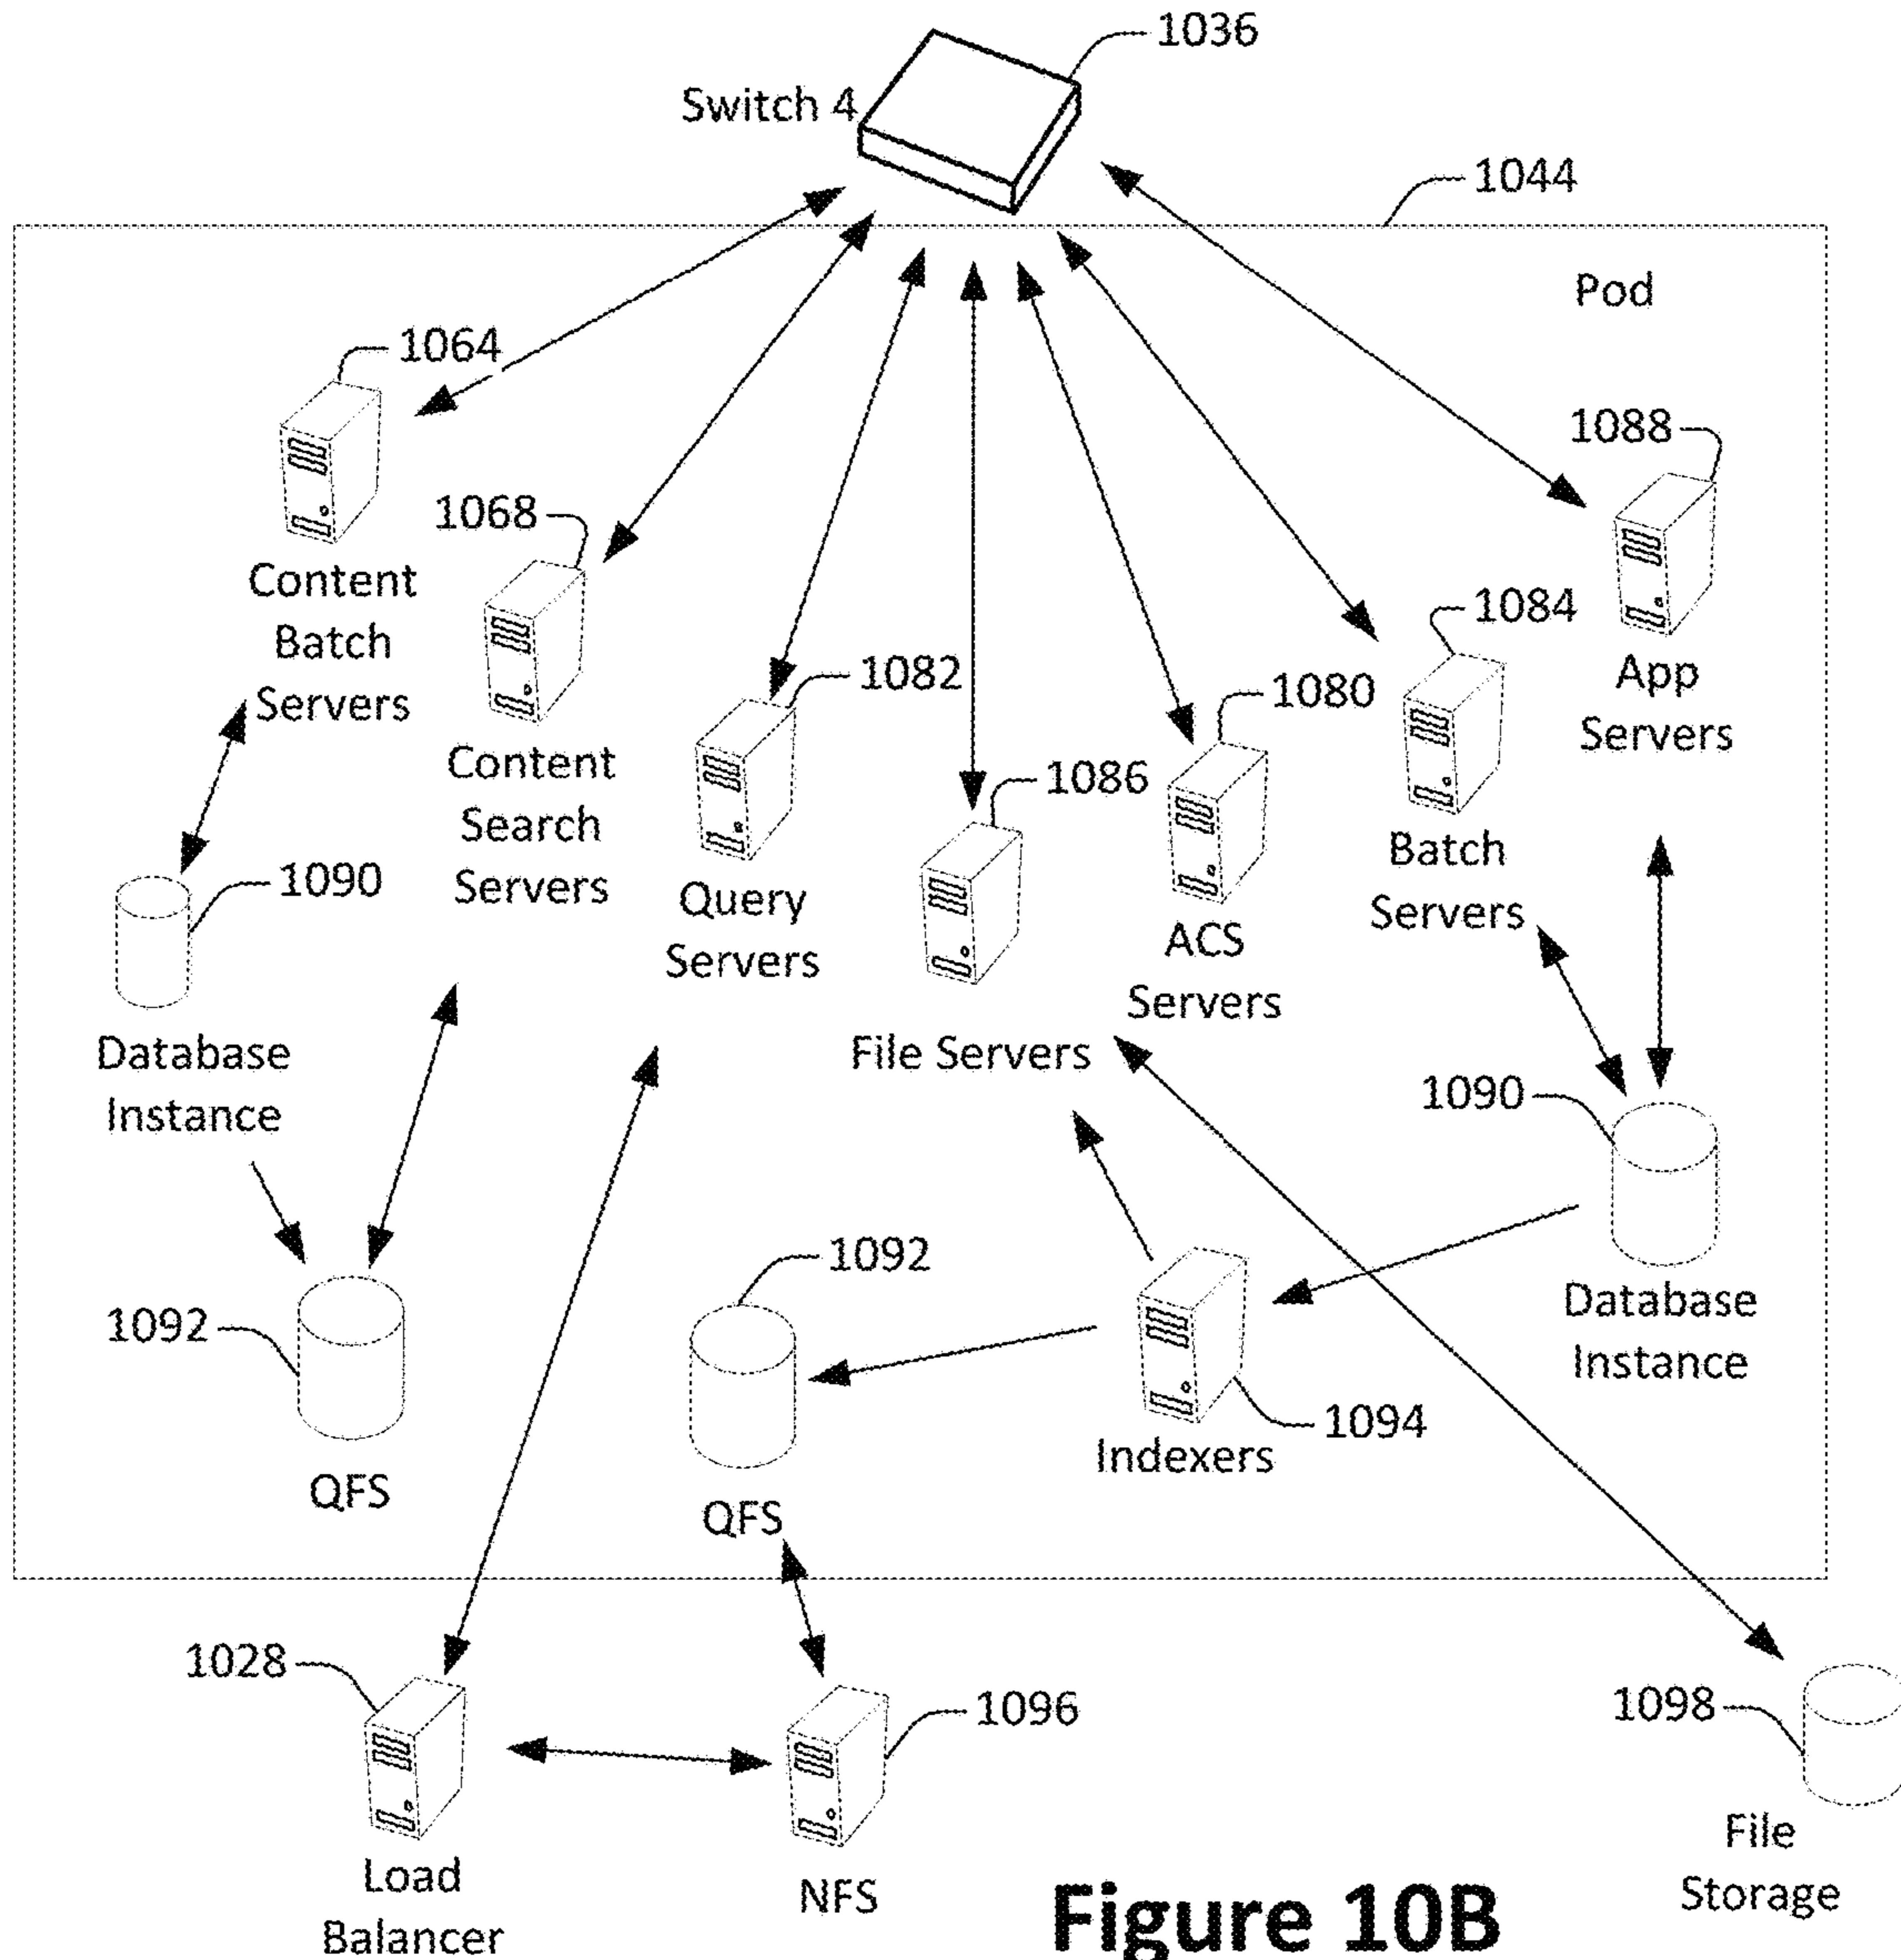 1036
Switch 4
1044
Pod
1064
1088
1068
Content
Batch
Servers
1084
1082
1080
App
Servers
Content
Search
Servers
1086
Batch
Servers
1090
Query
Servers
ACS
Servers
Database
Instance
File Servers
1090
1092
1092
Database
Instance
1094
Indexers
QFS
QFS
1028
1096
1098
Load
Balancer
NFS
File
Storage
Figure 10B